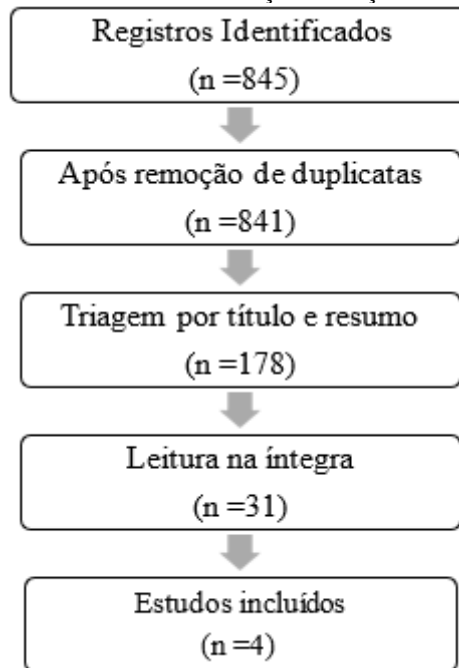 Registros Identificados
(n =845)
Após remoção de duplicatas
(n =841)
Triagem por título e resumo
(n =178)
Leitura na íntegra
(n =31)
Estudos incluídos
(n =4)